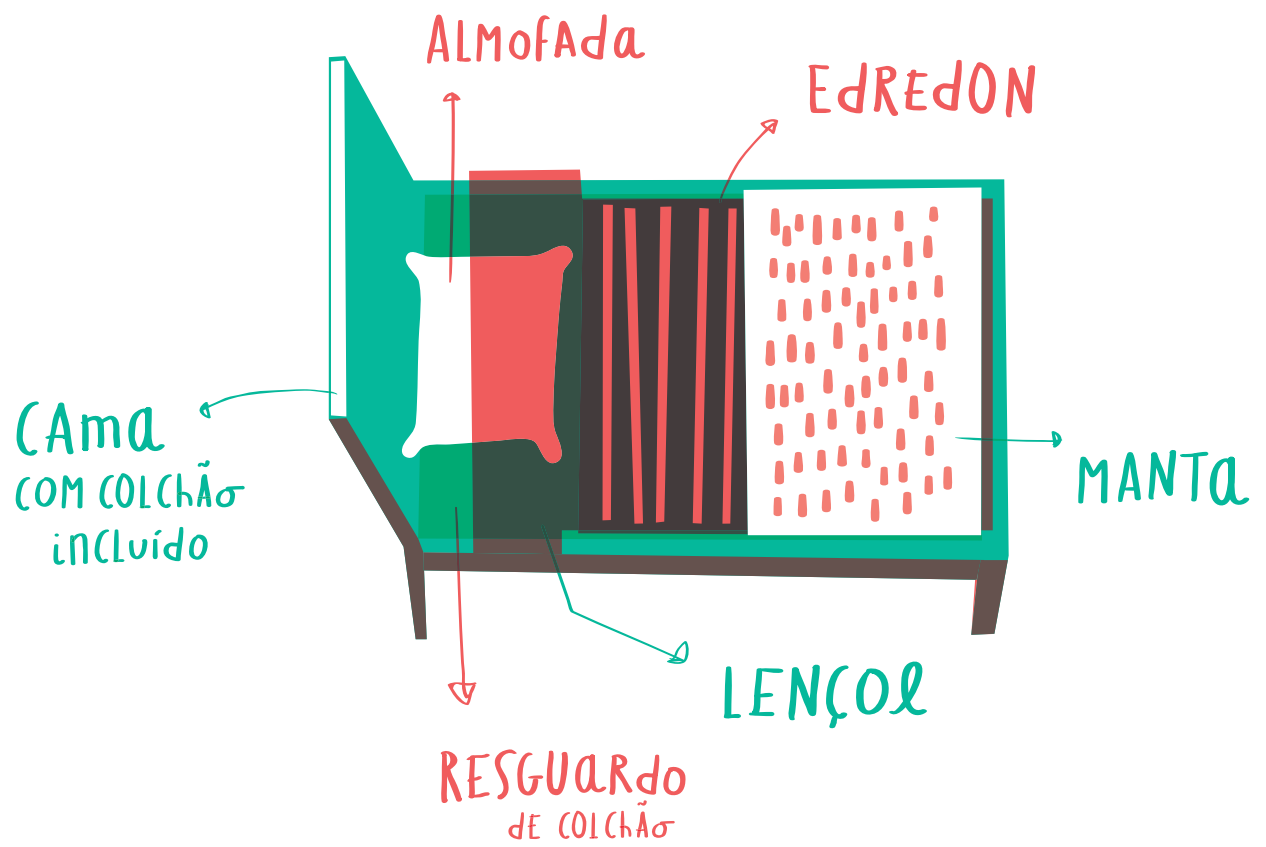 ALMOFAda
EdREdON
CAma
COM COLChÃO
iNCLuído
MANTa
LENÇOl
RESGUaRdo
dE COLChÃO